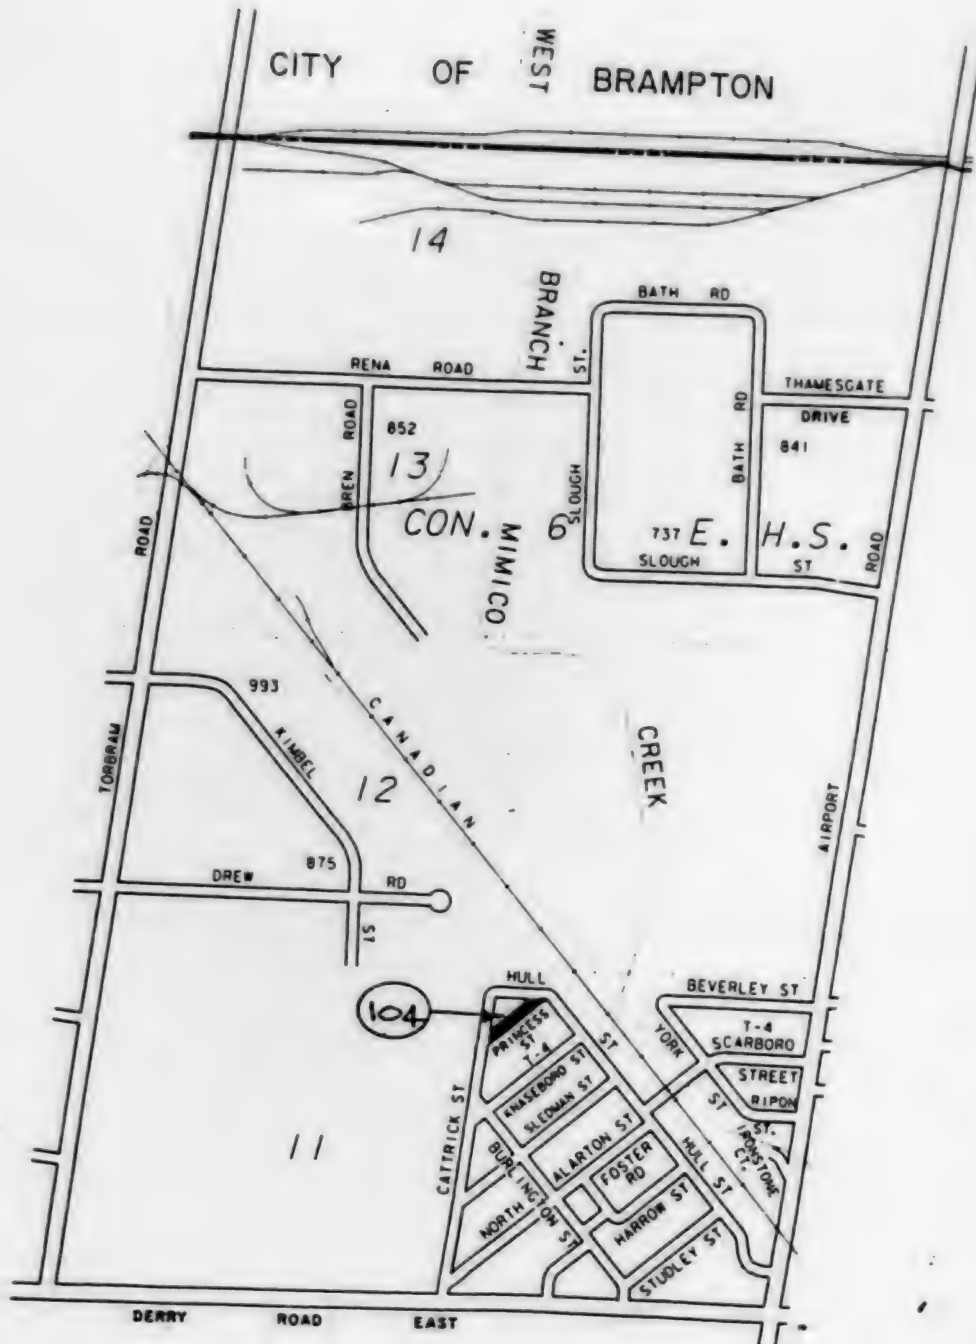 CITY OF BRAMPTON
WEST
14
BRANCH
BATH RD
RENA ROAD
ST.
THAMESGATE
DRIVE
BREN ROAD
852
13
BATH RD
841
SLOUGH
CON. 6
737
E. H.S.
ROAD
SLOUGH
ST
ROAD
MIMICO
993
KIMBEL
CANADIAN
TORBRAM
12
CREEK
AIRPORT
875
DREW RD
ST
HULL
BEVERLEY ST
104
PRINCESS
ST
T-4
ST
YORK
T-4
SCARBORO
KNASEBORO ST
SLEDMAN ST
STREET
ST
RIPON
ST.
CATTRICK ST
11
ALARTON ST
IRONSTONE
CT.
BURLINGTON ST
FOSTER
RD
HULL ST
NORTH
HARROW ST
STUDLEY ST
DERRY ROAD EAST